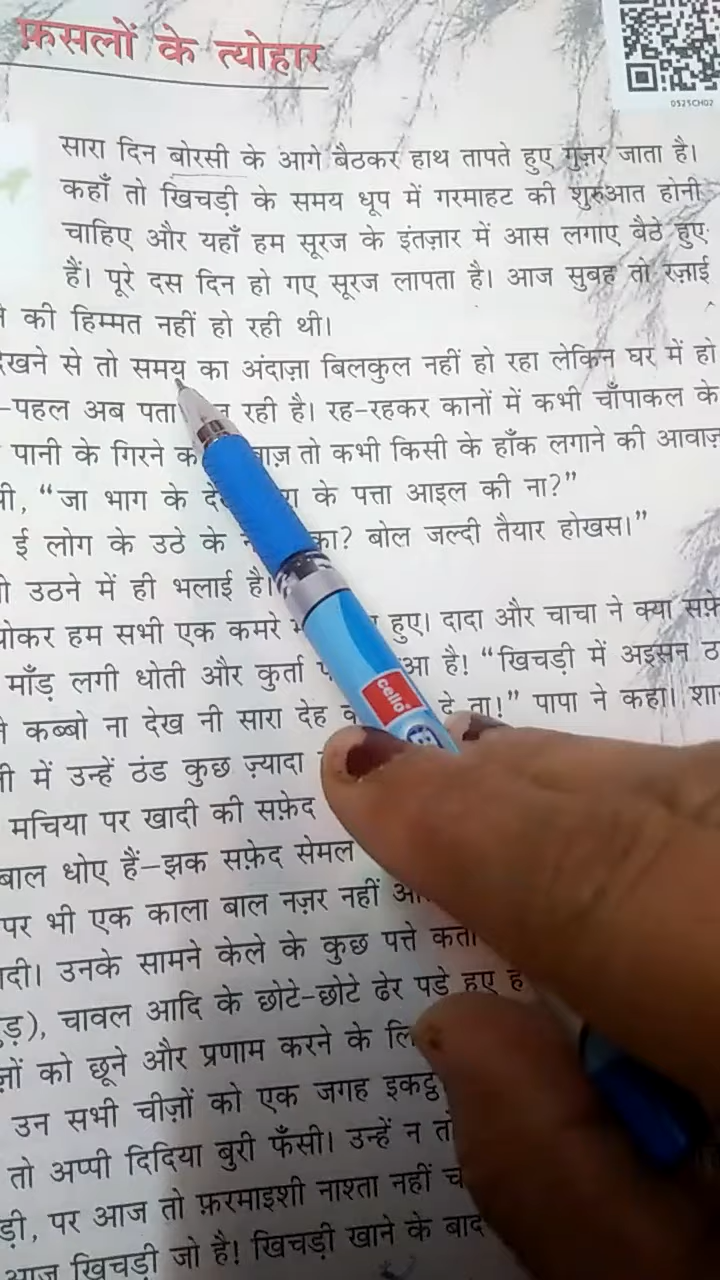 फ़सलों के त्योहार
0525CH02
सारा दिन बोरसी के आगे बैठकर हाथ तापते हुए गुज़र जाता है।
कहाँ तो खिचड़ी के समय धूप में गरमाहट की शुरुआत होनी
चाहिए और यहाँ हम सूरज के इंतज़ार में आस लगाए बैठे हुए
हैं। पूरे दस दिन हो गए सूरज लापता है। आज सुबह तो रज़ाई
की हिम्मत नहीं हो रही थी।
से तो समय का अंदाज़ा बिलकुल नहीं हो रहा लेकिन घर में हो
-पहल अब पता रही है। रह-रहकर कानों में कभी चाँपाकल के
पानी के गिरने तो कभी किसी के हाँक लगाने की आवाज़
“जा भाग के के पत्ता आइल की ना?”
ई लोग के उठे के का? बोल जल्दी तैयार होखस।”
उठने में ही भलाई है।
हम सभी एक कमरे हुए। दादा और चाचा ने क्या
माँड़ लगी धोती और कुर्ता है! “खिचड़ी में अइसन
कब्बो ना देख नी सारा देह दे ता!” पापा ने कहा।
में उन्हें ठंड कुछ ज़्यादा
मचिया पर खादी की सफ़ेद
बाल धोए हैं–झक सफ़ेद सेमल
पर भी एक काला बाल नज़र नहीं
उनके सामने केले के कुछ पत्ते
चावल आदि के छोटे-छोटे ढेर पड़े हुए
को छूने और प्रणाम करने के
उन सभी चीज़ों को एक जगह
तो अप्पी दिदिया बुरी फँसी। उन्हें न
पर आज तो फ़रमाइशी नाश्ता नहीं
आज खिचड़ी जो है! खिचड़ी खाने के बाद
cello